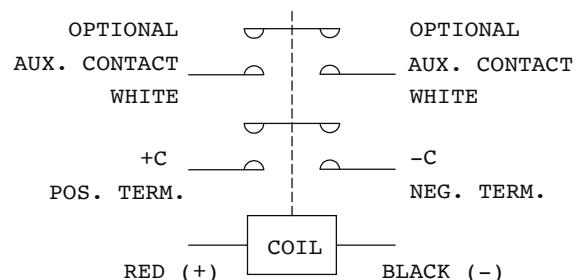 OPTIONAL
AUX. CONTACT
WHITE
OPTIONAL
AUX. CONTACT
WHITE
+C
POS. TERM.
-C
NEG. TERM.
COIL
RED (+)
BLACK (-)